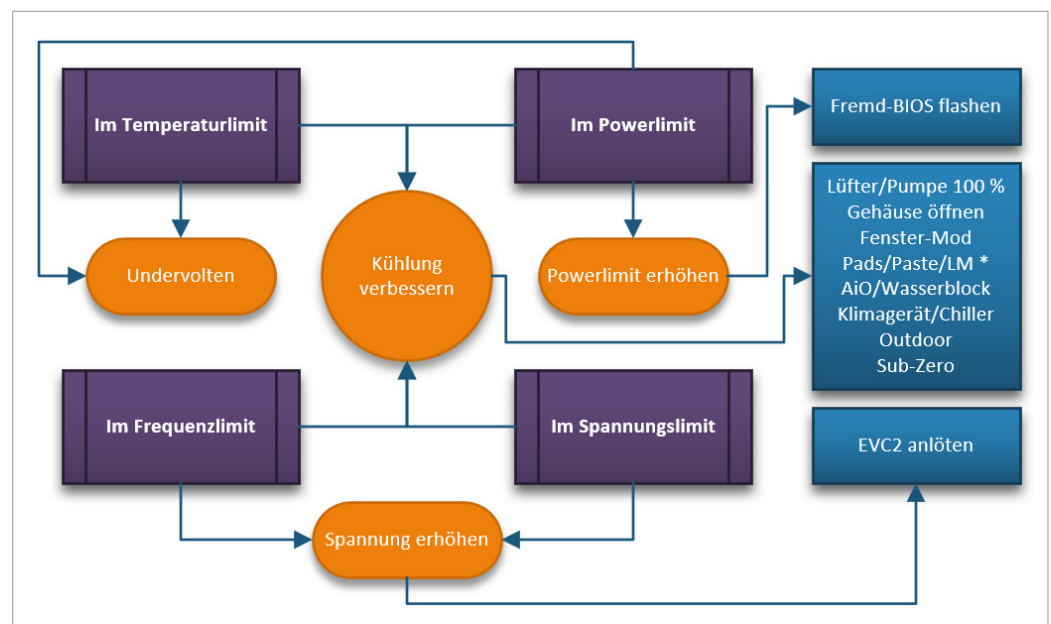 Im Temperaturlimit
Im Powerlimit
Fremd-BIOS flashen
Undervolten
Kühlung
verbessern
Powerlimit erhöhen
Lüfter/Pumpe 100 %
Gehäuse öffnen
Fenster-Mod
Pads/Paste/LM *
AiO/Wasserblock
Klimagerät/Chiller
Outdoor
Sub-Zero
Im Frequenzlimit
Im Spannungslimit
EVC2 anlöten
Spannung erhöhen